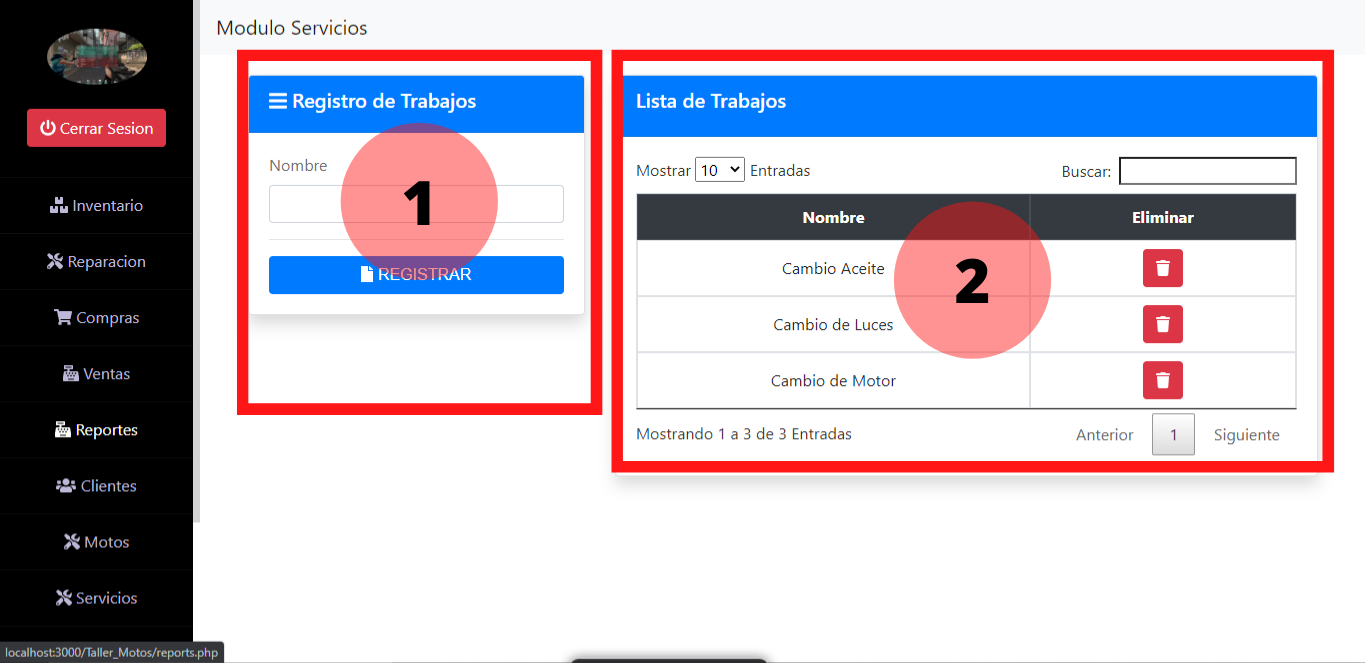 Modulo Servicios
Cerrar Sesion
Inventario
Reparacion
Compras
Ventas
Reportes
Clientes
Motos
Servicios
localhost:3000/Taller_Motos/reports.php
Registro de Trabajos
Nombre
1
REGISTRAR
Lista de Trabajos
Mostrar 10 Entradas
Buscar:
Nombre Eliminar
2
Cambio Aceite
Cambio de Luces
Cambio de Motor
Mostrando 1 a 3 de 3 Entradas
Anterior 1 Siguiente